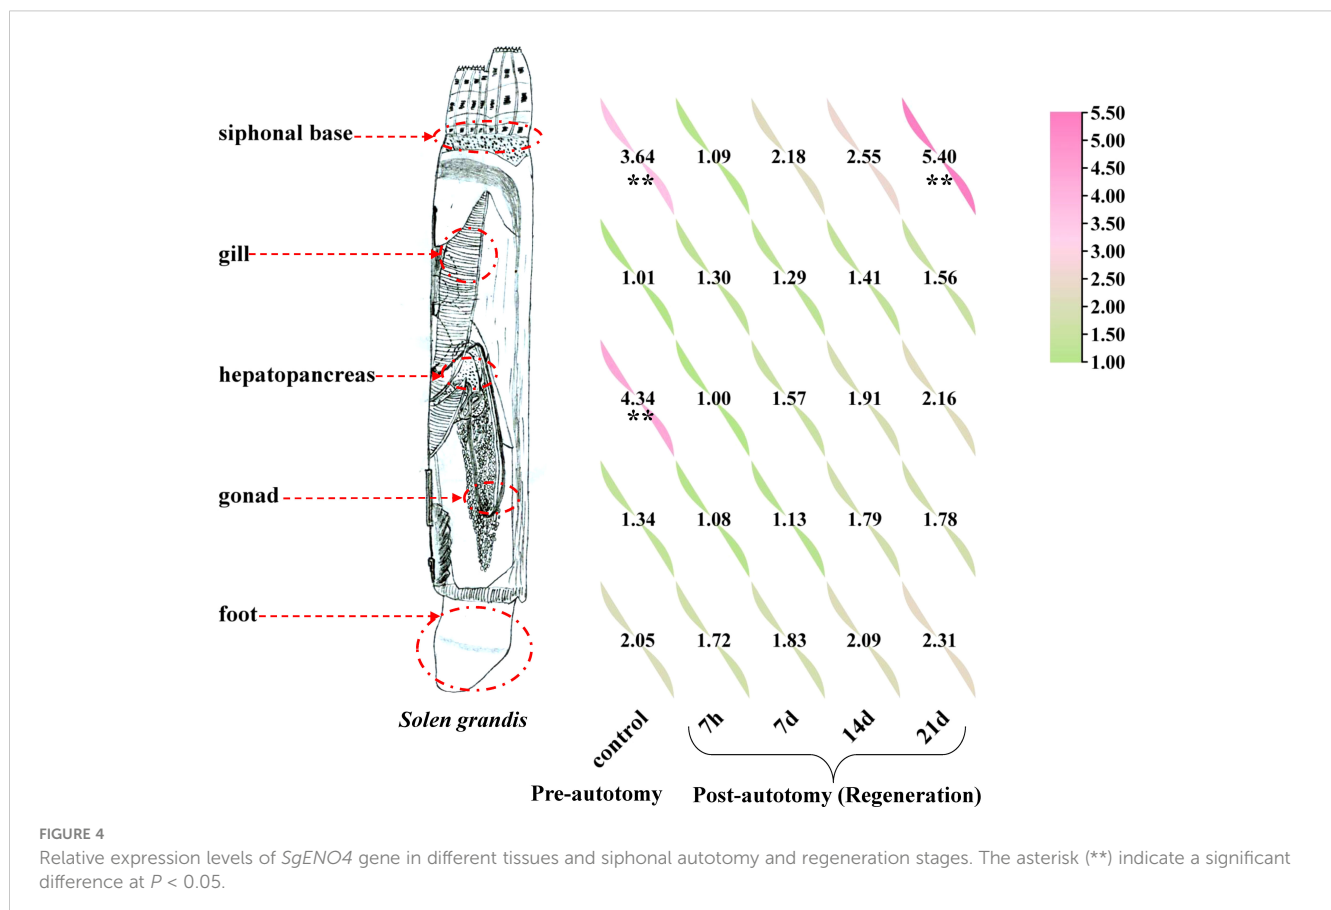 siphonal base
3.64 1.09 2.18 2.55 5.40
** **
gill
1.01 1.30 1.29 1.41 1.56
hepatopancreas
4.34 1.00 1.57 1.91 2.16
**
gonad
1.34 1.08 1.13 1.79 1.78
foot
2.05 1.72 1.83 2.09 2.31
5.50
5.00
4.50
4.00
3.50
3.00
2.50
2.00
1.50
1.00
Solen grandis
control 7h 7d 14d 21d
Pre-autotomy Post-autotomy (Regeneration)
FIGURE 4
Relative expression levels of SgENO4 gene in different tissues and siphonal autotomy and regeneration stages. The asterisk (**) indicate a significant
difference at P < 0.05.